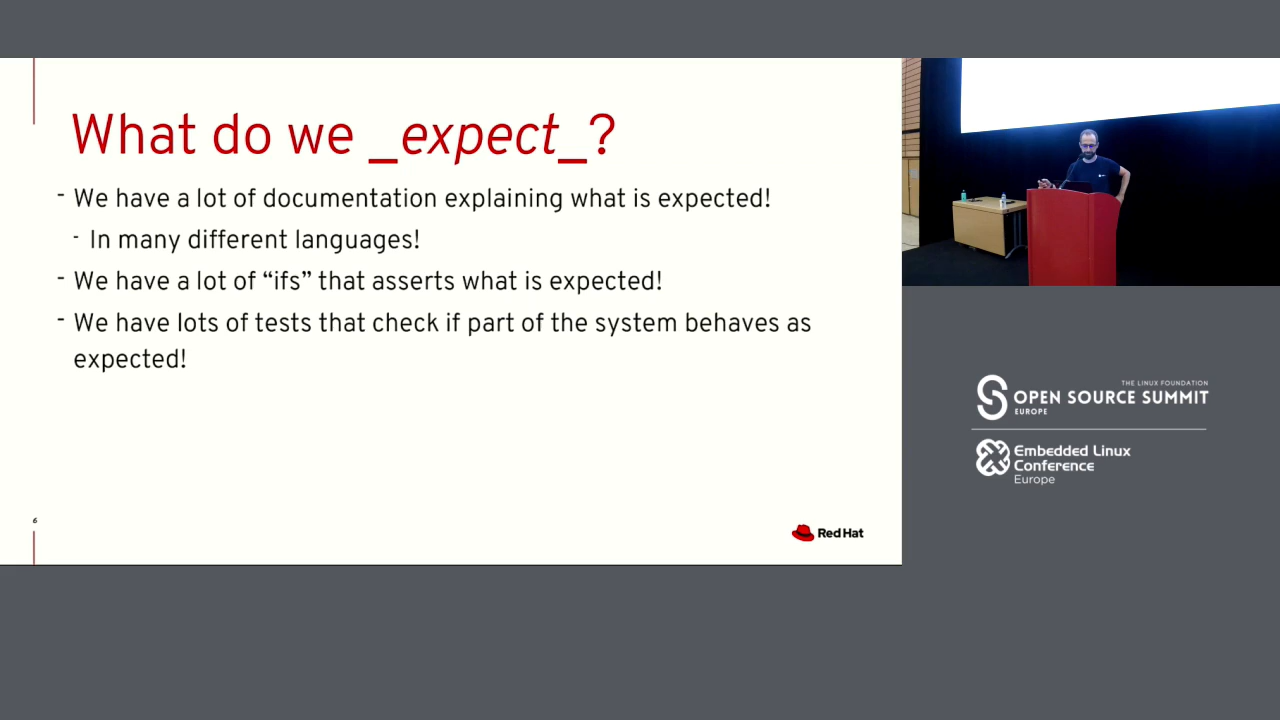 What do we _expect_?
- We have a lot of documentation explaining what is expected!
- In many different languages!
- We have a lot of “ifs” that asserts what is expected!
- We have lots of tests that check if part of the system behaves as
expected!
6
Red Hat
THE LINUX FOUNDATION
OPEN SOURCE SUMMIT
EUROPE
Embedded Linux
Conference
Europe